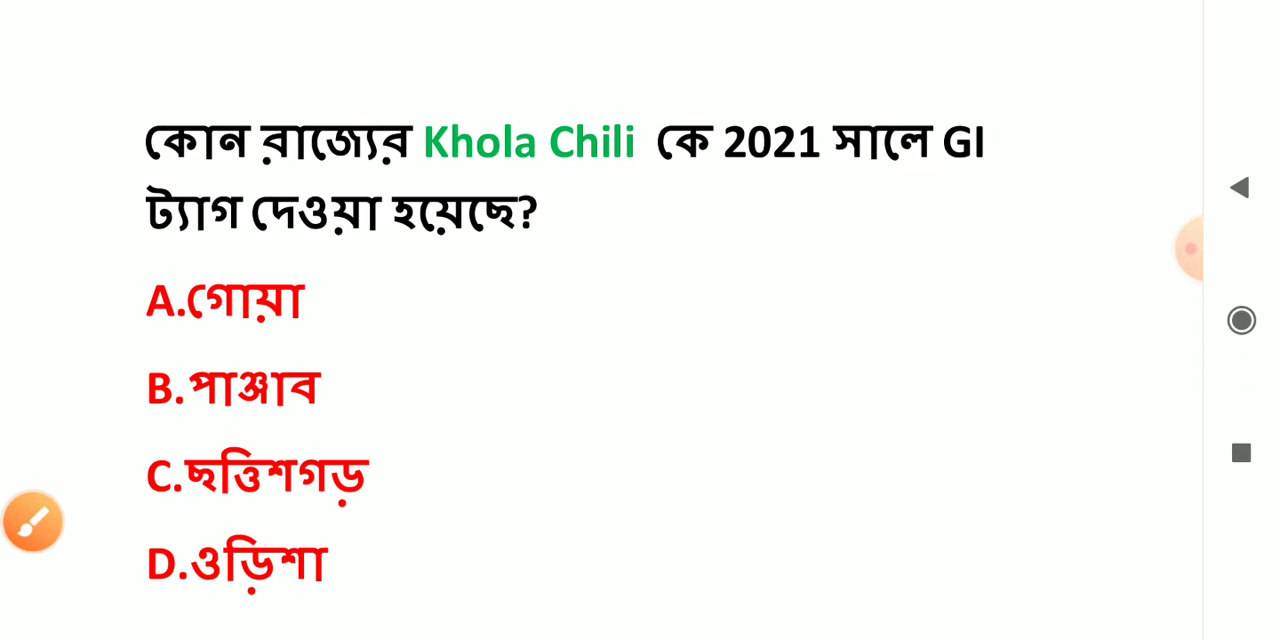 কোন রাজ্যের Khola Chili কে 2021 সালে GI
ট্যাগ দেওয়া হয়েছে?
A.গোয়া
B.পাঞ্জাব
C.ছত্তিশগড়
D.ওড়িশা